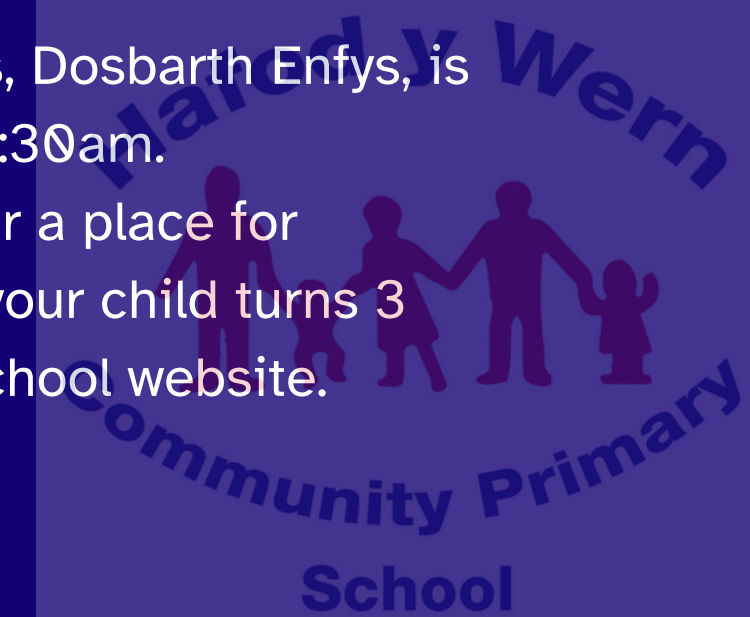 s, Dosbarth Enfys, is
:30am.
r a place for
your child turns 3
chool website.
Hafod y Wern
Community Primary
School